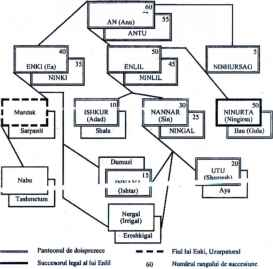 60
AN (Anu)
55
ANTU
40
ENKI (Ea)
35
NINKI
50
ENLIL
45
NINLIL
5
NINHURSAG
Marduk
Sarpanit
10
ISHKUR
(Adad)
Shala
30
NANNAR
(Sin)
25
NINGAL
50
NINURTA
(Ningirsu)
Bau (Gula)
Nabu
Tashmetum
Dumuzi
15
(Ishtar)
20
UTU
(Shamash)
Aya
Nergal
(Irrigal)
Ereshkigal
Panteonul de doisprezece
Succesorul legal al lui Enlil
Fiul lui Enki, Uzurpatorul
60 Numărul rangului de succesiune